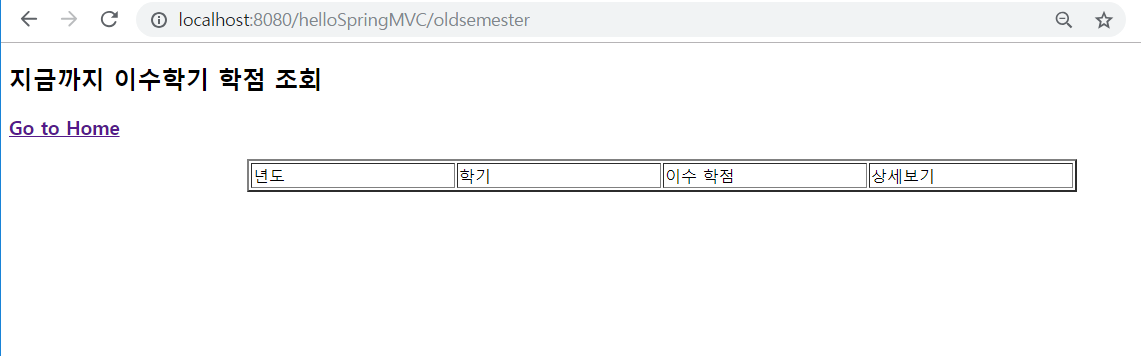 localhost:8080/helloSpringMVC/oldsemester
지금까지 이수학기 학점 조회
Go to Home
년도 학기 이수 학점 상세보기